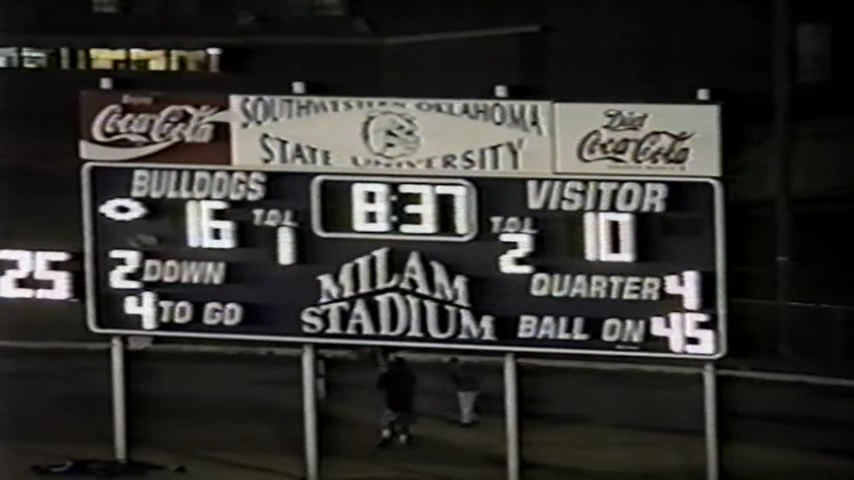 Enjoy
Coca-Cola
SOUTHWESTERN OKLAHOMA
STATE UNIVERSITY
Diet
Coca-Cola
BULLDOGS
16
T.O.L
1
8:37
VISITOR
T.O.L
2
10
25
2 DOWN
4 TO GO
MILAM
STADIUM
QUARTER 4
BALL ON 45